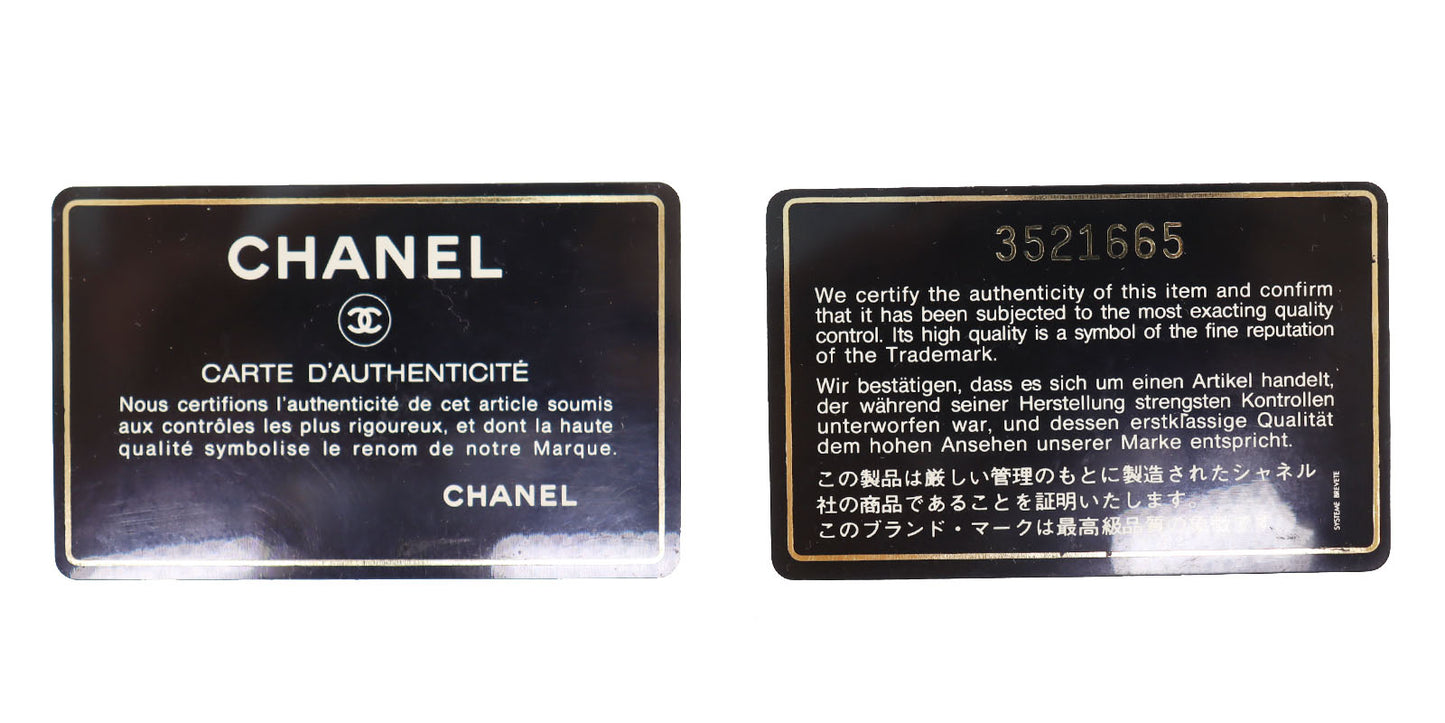 CHANEL
CARTE D'AUTHENTICITÉ
Nous certifions l'authenticité de cet article soumis
aux contrôles les plus rigoureux, et dont la haute
qualité symbolise le renom de notre Marque.
CHANEL
3521665
We certify the authenticity of this item and confirm
that it has been subjected to the most exacting quality
control. Its high quality is a symbol of the fine reputation
of the Trademark.
Wir bestätigen, dass es sich um einen Artikel handelt,
der während seiner Herstellung strengsten Kontrollen
unterworfen war, und dessen erstklassige Qualität
dem hohen Ansehen unserer Marke entspricht.
この製品は厳しい管理のもとに製造されたシャネル
社の商品であることを証明いたします。
このブランド・マークは最高級品質の象徴です
SYSTEME BREVETE